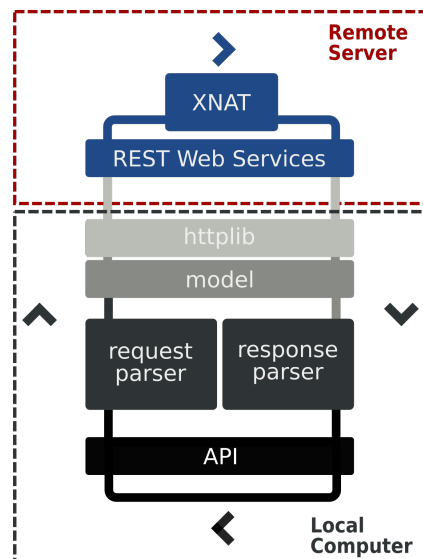 Remote
Server
XNAT
REST Web Services
httplib
model
request
parser
response
parser
API
Local
Computer